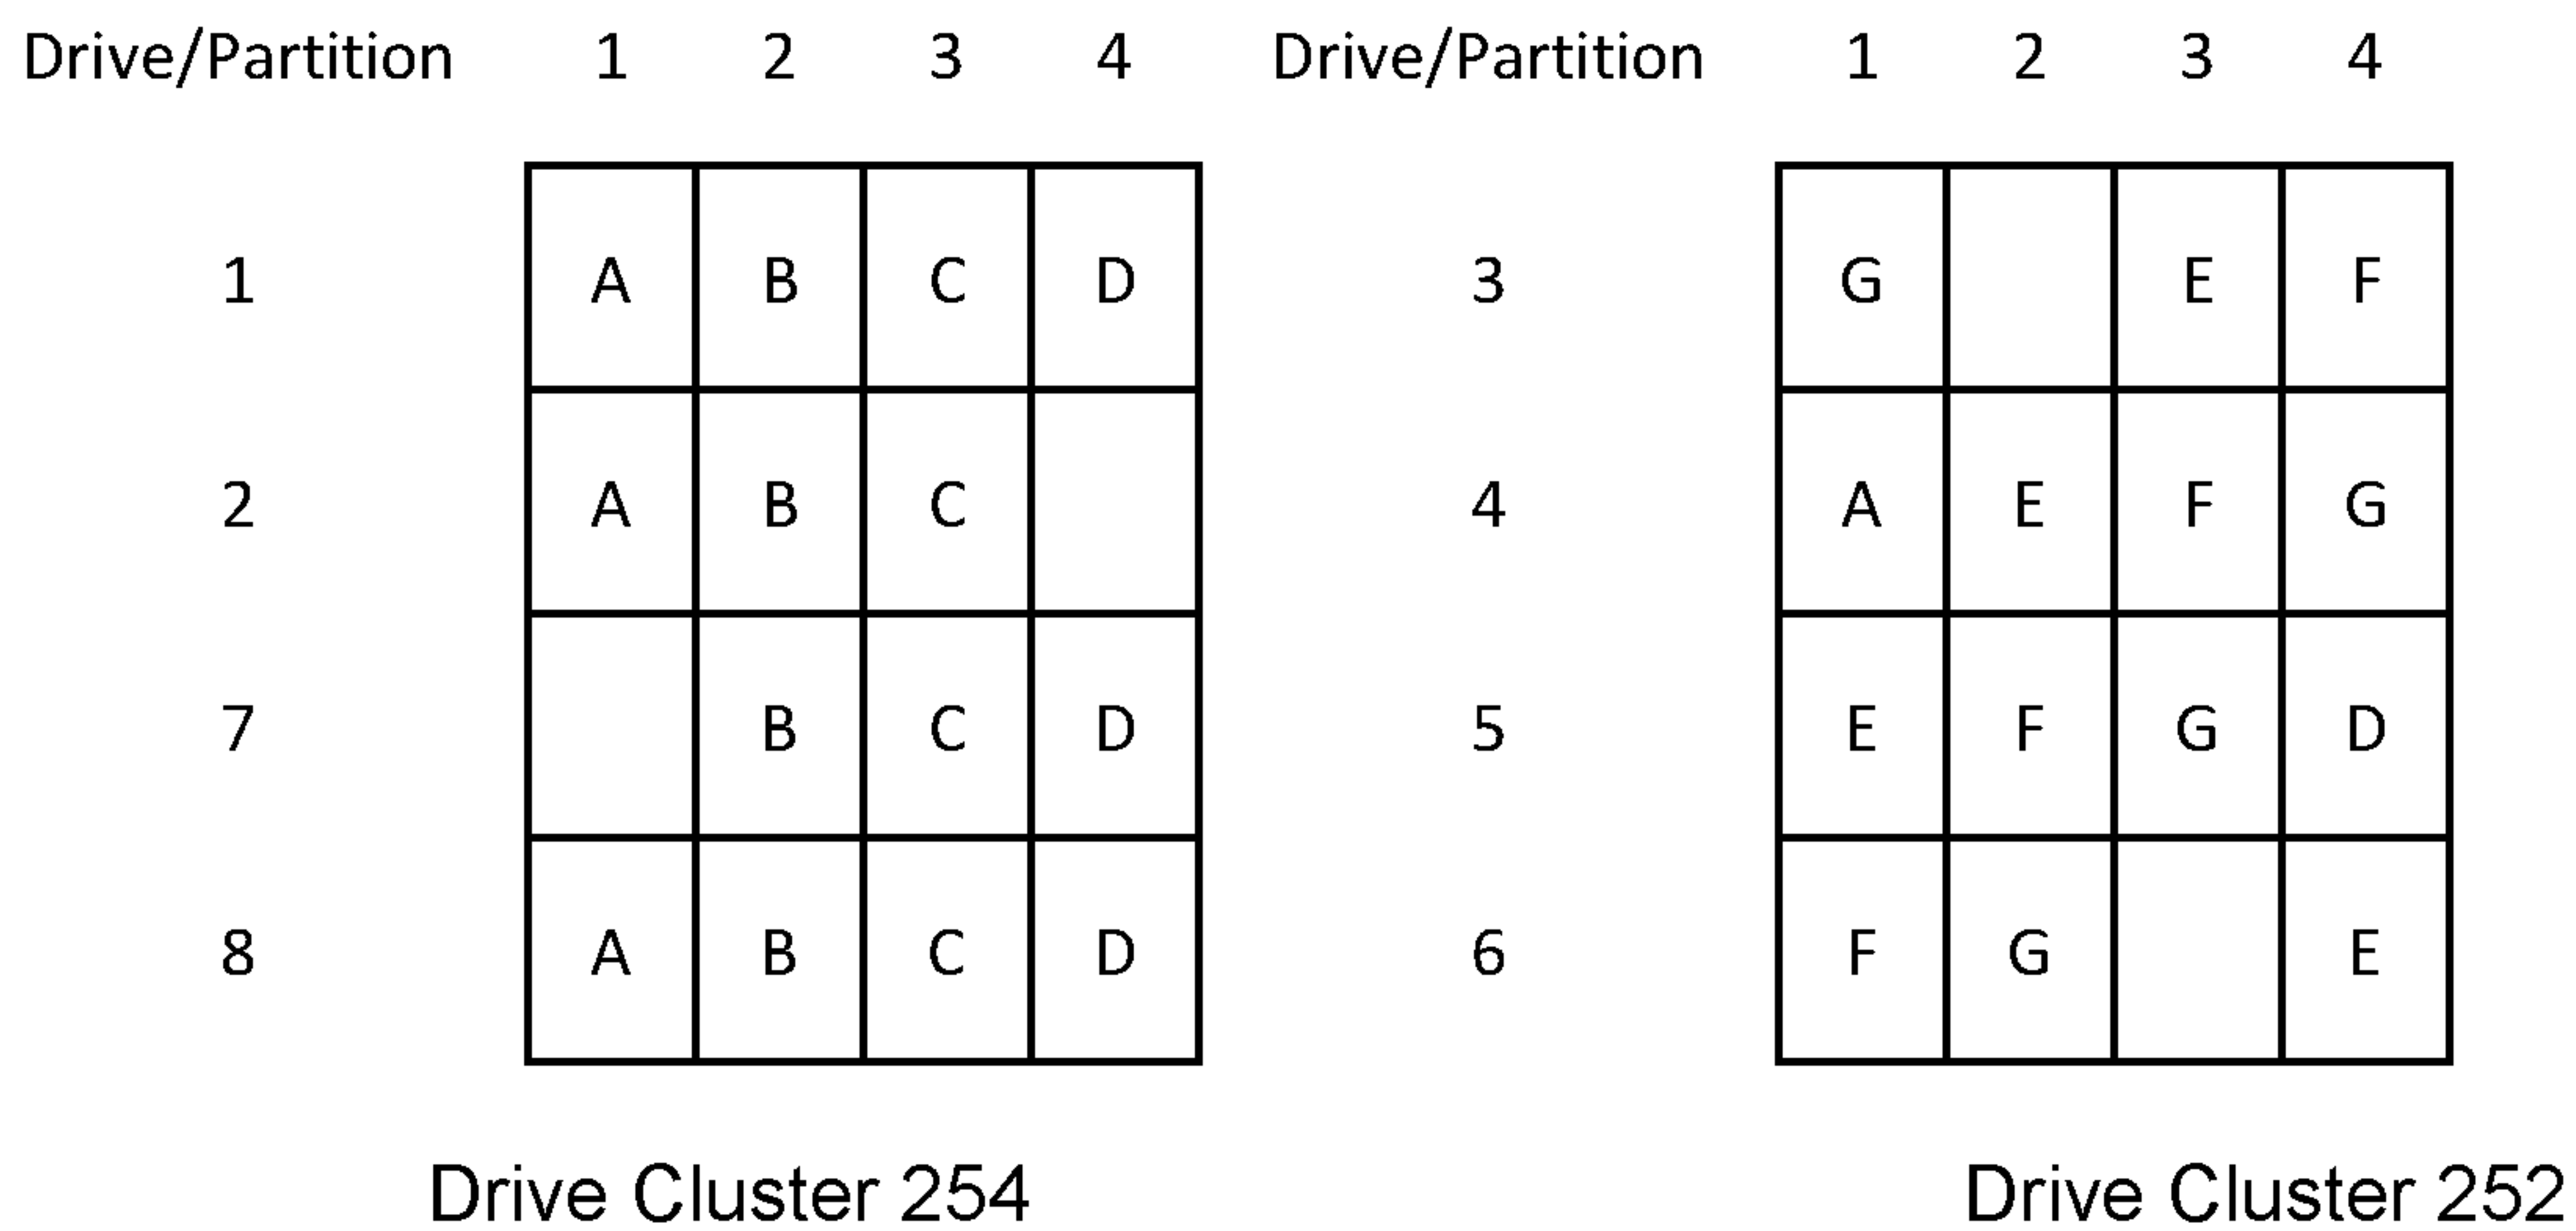 Drive/Partition 1 2 3 4 Drive/Partition 1 2 3 4
1 A B C D 3 G E F
2 A B C 4 A E F G
7 B C D 5 E F G D
8 A B C D 6 F G E
Drive Cluster 254 Drive Cluster 252